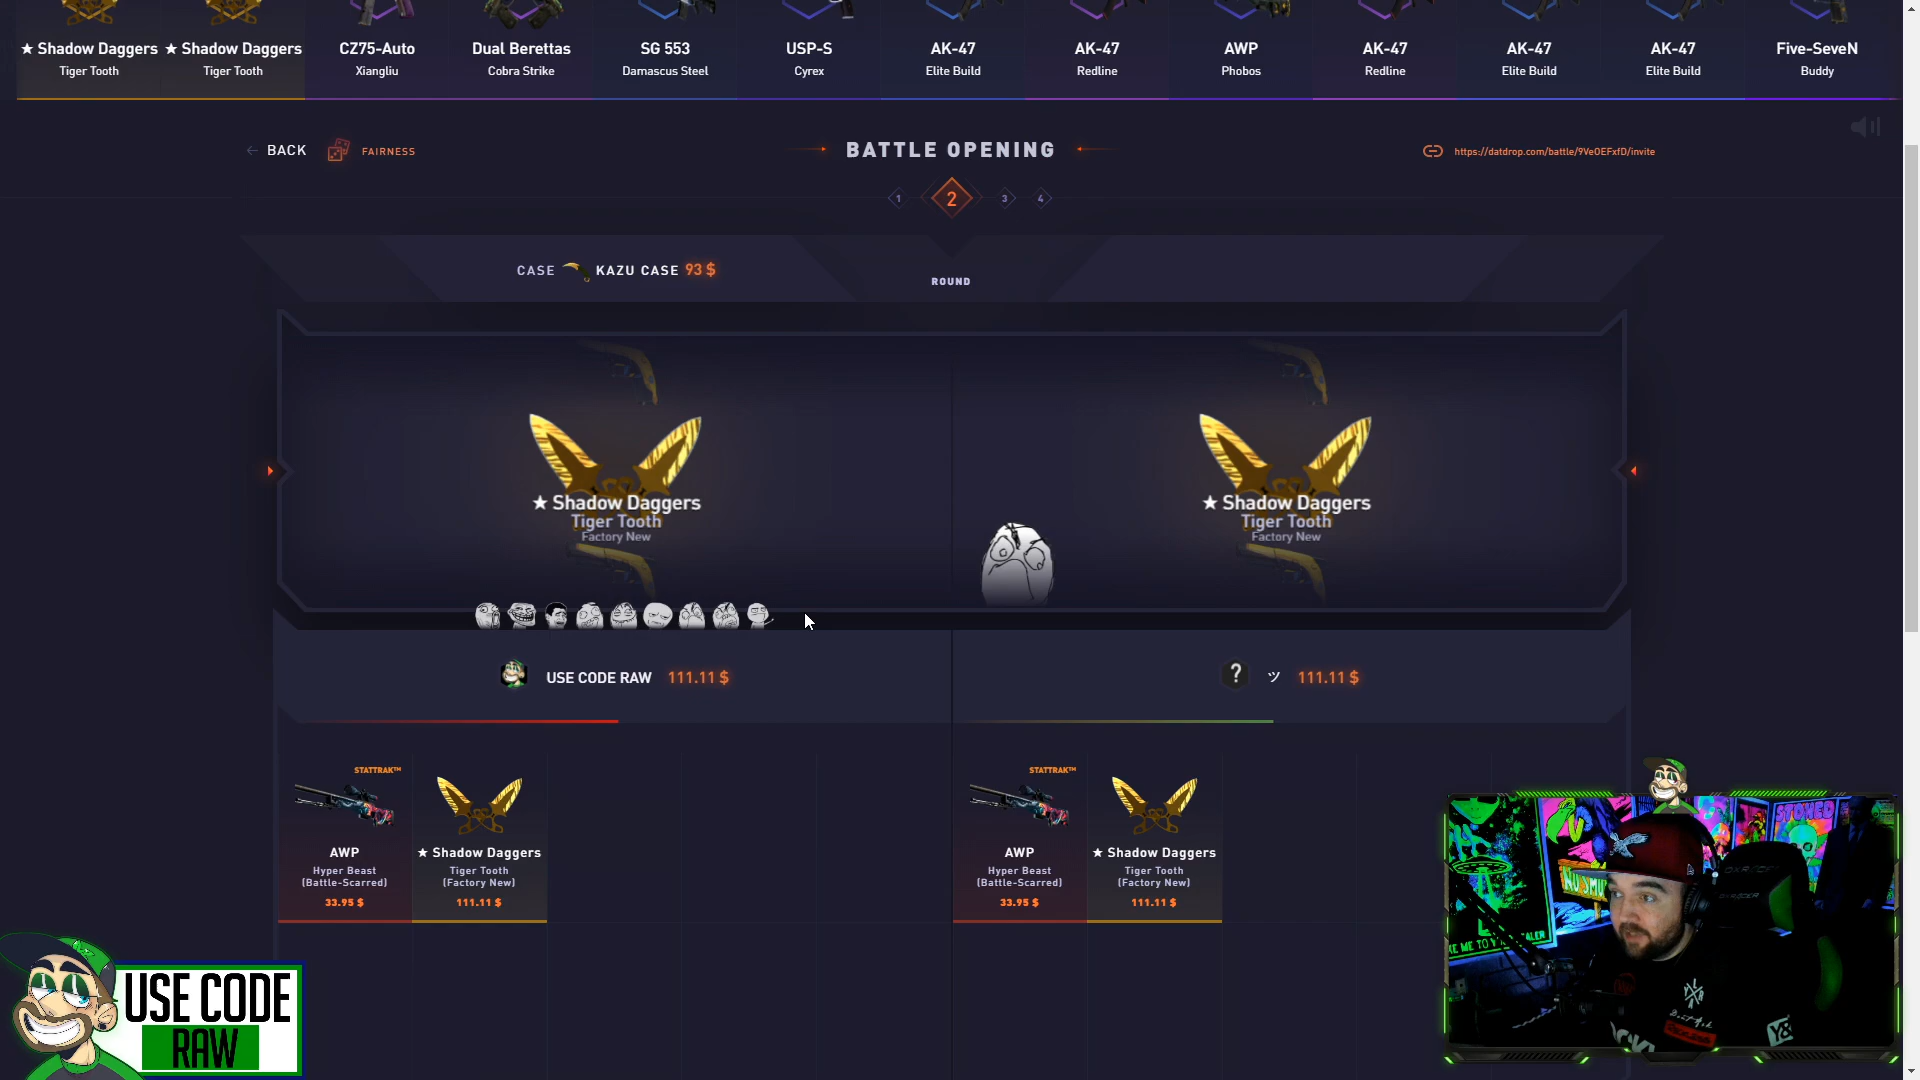 ★ Shadow Daggers
Tiger Tooth
★ Shadow Daggers
Tiger Tooth
CZ75-Auto
Xiangliu
Dual Berettas
Cobra Strike
SG 553
Damascus Steel
USP-S
Cyrex
AK-47
Elite Build
AK-47
Redline
AWP
Phobos
AK-47
Redline
AK-47
Elite Build
AK-47
Elite Build
Five-SeveN
Buddy
← BACK
FAIRNESS
BATTLE OPENING
https://datdrop.com/battle/9VeOEFxfD/invite
1 2 3 4
CASE KAZU CASE 93 $
ROUND
★ Shadow Daggers
Tiger Tooth
Factory New
★ Shadow Daggers
Tiger Tooth
Factory New
USE CODE RAW 111.11 $
? ツ 111.11 $
STATTRAK™
AWP
Hyper Beast
(Battle-Scarred)
33.95 $
★ Shadow Daggers
Tiger Tooth
(Factory New)
111.11 $
STATTRAK™
AWP
Hyper Beast
(Battle-Scarred)
33.95 $
★ Shadow Daggers
Tiger Tooth
(Factory New)
111.11 $
USE CODE
RAW
STONED